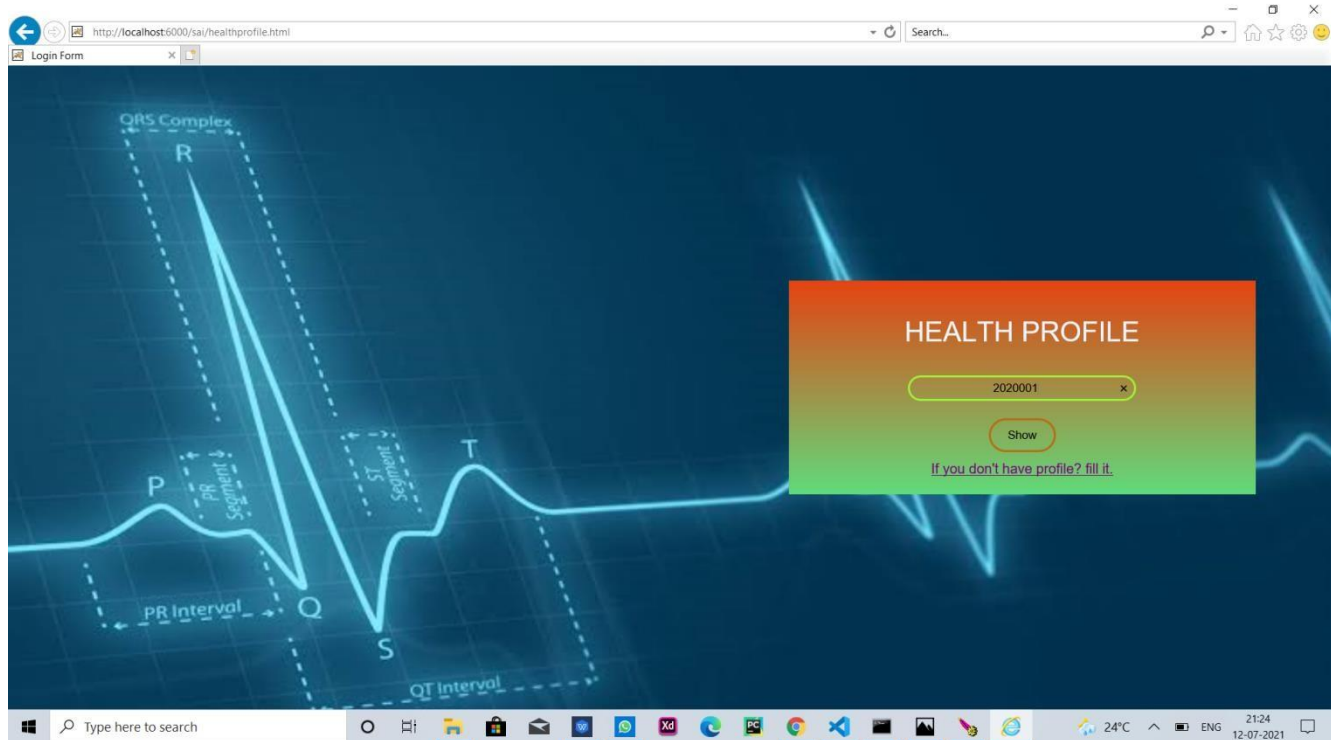 http://localhost:6000/sai/healthprofile.html
Search...
Login Form
QRS Complex
R
HEALTH PROFILE
2020001
Show
If you don't have profile? fill it.
P
PR
Segment
ST
Segment
T
PR Interval
Q
S
QT Interval
Type here to search
Xd
PC
24°C
ENG
21:24
12-07-2021